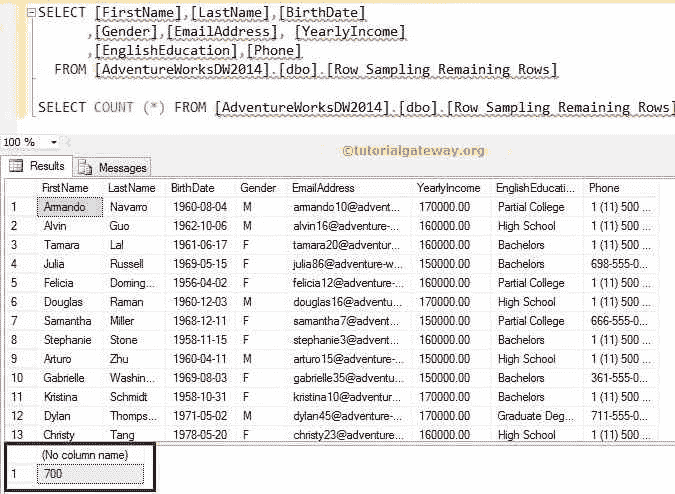 SELECT [FirstName],[LastName],[BirthDate]
,[Gender],[EmailAddress], [YearlyIncome]
,[EnglishEducation],[Phone]
FROM [AdventureWorksDW2014].[dbo].[Row Sampling Remaining Rows]
SELECT COUNT (*) FROM [AdventureWorksDW2014].[dbo].[Row Sampling Remaining Rows]
100 %
©tutorialgateway.org
Results Messages
FirstName LastName BirthDate Gender EmailAddress YearlyIncome EnglishEducati... Phone
1 Armando Navarro 1960-08-04 M armando10@advent... 170000.00 Partial College 1 (11) 500 ...
2 Alvin Guo 1962-10-06 M alvin16@adventure-... 160000.00 High School 1 (11) 500 ...
3 Tamara Lal 1961-06-17 F tamara20@adventur... 160000.00 Bachelors 1 (11) 500 ...
4 Julia Russell 1969-05-15 F julia86@adventure-w... 150000.00 Bachelors 698-555-0...
5 Felicia Doming... 1956-04-02 F felicia12@adventure-... 160000.00 Bachelors 1 (11) 500 ...
6 Douglas Raman 1960-12-03 M douglas16@advent... 170000.00 High School 1 (11) 500 ...
7 Samantha Miller 1968-12-11 F samantha7@advent... 150000.00 Partial College 666-555-0...
8 Stephanie Stone 1958-11-15 F stephanie3@advent... 160000.00 Bachelors 1 (11) 500 ...
9 Arturo Zhu 1960-04-11 M arturo15@adventure-... 170000.00 High School 1 (11) 500 ...
10 Gabrielle Washin... 1969-08-03 F gabrielle35@advent... 150000.00 Bachelors 361-555-0...
11 Kristina Schmidt 1958-10-31 F kristina10@adventur... 170000.00 Bachelors 1 (11) 500 ...
12 Dylan Thomps... 1971-05-02 M dylan45@adventure-... 170000.00 Graduate Deg... 711-555-0...
13 Christy Tang 1978-05-20 F christy23@adventure... 160000.00 High School 1 (11) 500 ...
(No column name)
1 700